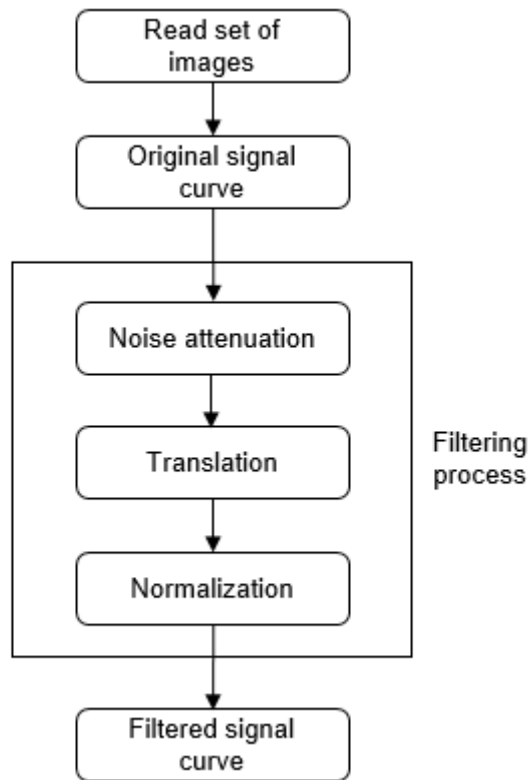 Read set of
images
Original signal
curve
Noise attenuation
Translation
Filtering
process
Normalization
Filtered signal
curve